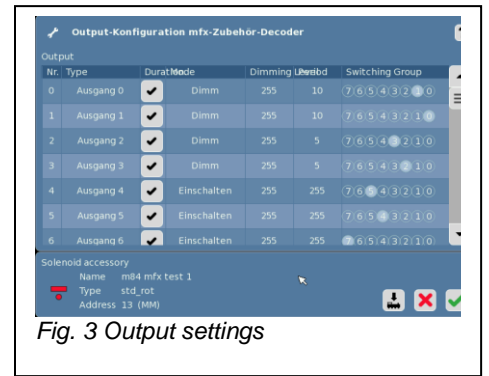 Output-Konfiguration mfx-Zubehör-Decoder
Output
Nr. Type Duration Mode Dimming Level Period Switching Group
0 Ausgang 0 Dimm 255 10 7 6 5 4 3 2 1 0
1 Ausgang 1 Dimm 255 10 7 6 5 4 3 2 1 0
2 Ausgang 2 Dimm 255 5 7 6 5 4 3 2 1 0
3 Ausgang 3 Dimm 255 5 7 6 5 4 3 2 1 0
4 Ausgang 4 Einschalten 255 255 7 6 5 4 3 2 1 0
5 Ausgang 5 Einschalten 255 255 7 6 5 4 3 2 1 0
6 Ausgang 6 Einschalten 255 255 7 6 5 4 3 2 1 0
Solenoid accessory
Name m84 mfx test 1
Type std_rot
Address 13 (MM)
Fig. 3 Output settings